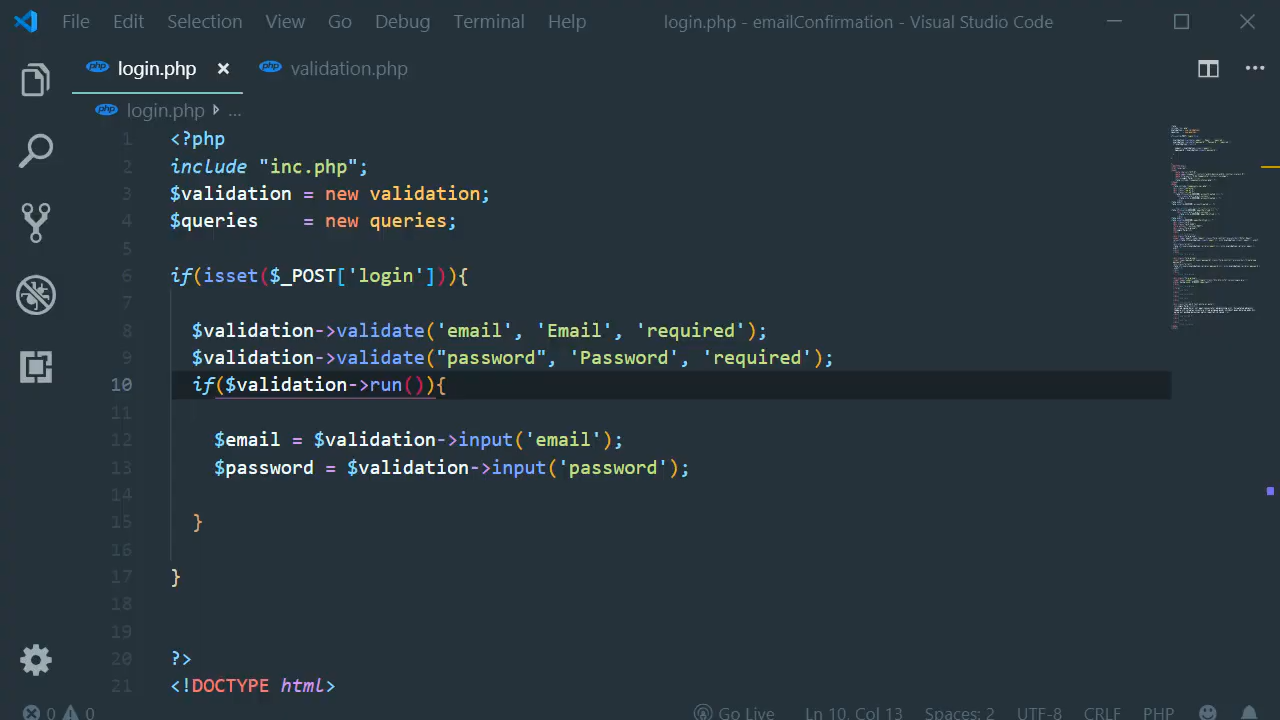 File Edit Selection View Go Debug Terminal Help login.php - emailConfirmation - Visual Studio Code
php login.php php validation.php
php login.php ...
1 <?php
2 include "inc.php";
3 $validation = new validation;
4 $queries    = new queries;
5
6 if(isset($_POST['login'])){
7
8   $validation->validate('email', 'Email', 'required');
9   $validation->validate("password", 'Password', 'required');
10   if($validation->run()){
11
12     $email = $validation->input('email');
13     $password = $validation->input('password');
14
15   }
16
17 }
18
19
20 ?>
21 <!DOCTYPE html>
0 0 Go Live Ln 10, Col 13 Spaces: 2 UTF-8 CRLF PHP